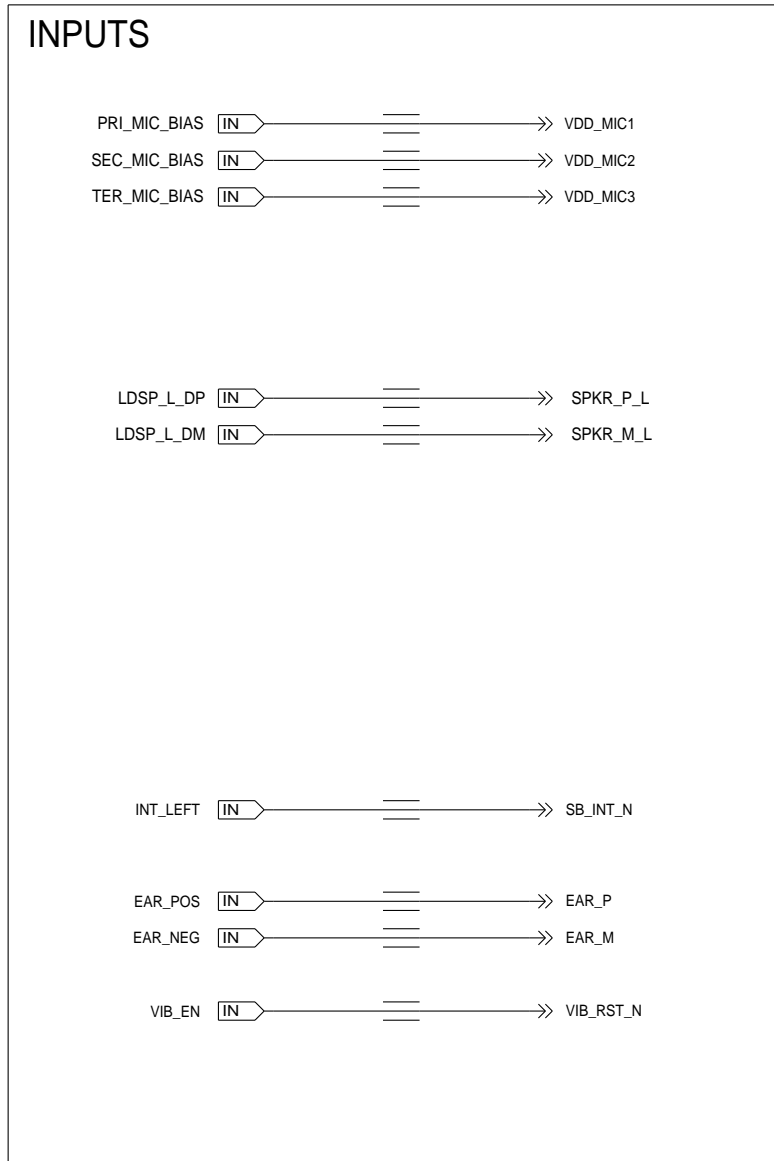 INPUTS
PRI_MIC_BIAS IN VDD_MIC1
SEC_MIC_BIAS IN VDD_MIC2
TER_MIC_BIAS IN VDD_MIC3
LDSP_L_DP IN SPKR_P_L
LDSP_L_DM IN SPKR_M_L
INT_LEFT IN SB_INT_N
EAR_POS IN EAR_P
EAR_NEG IN EAR_M
VIB_EN IN VIB_RST_N